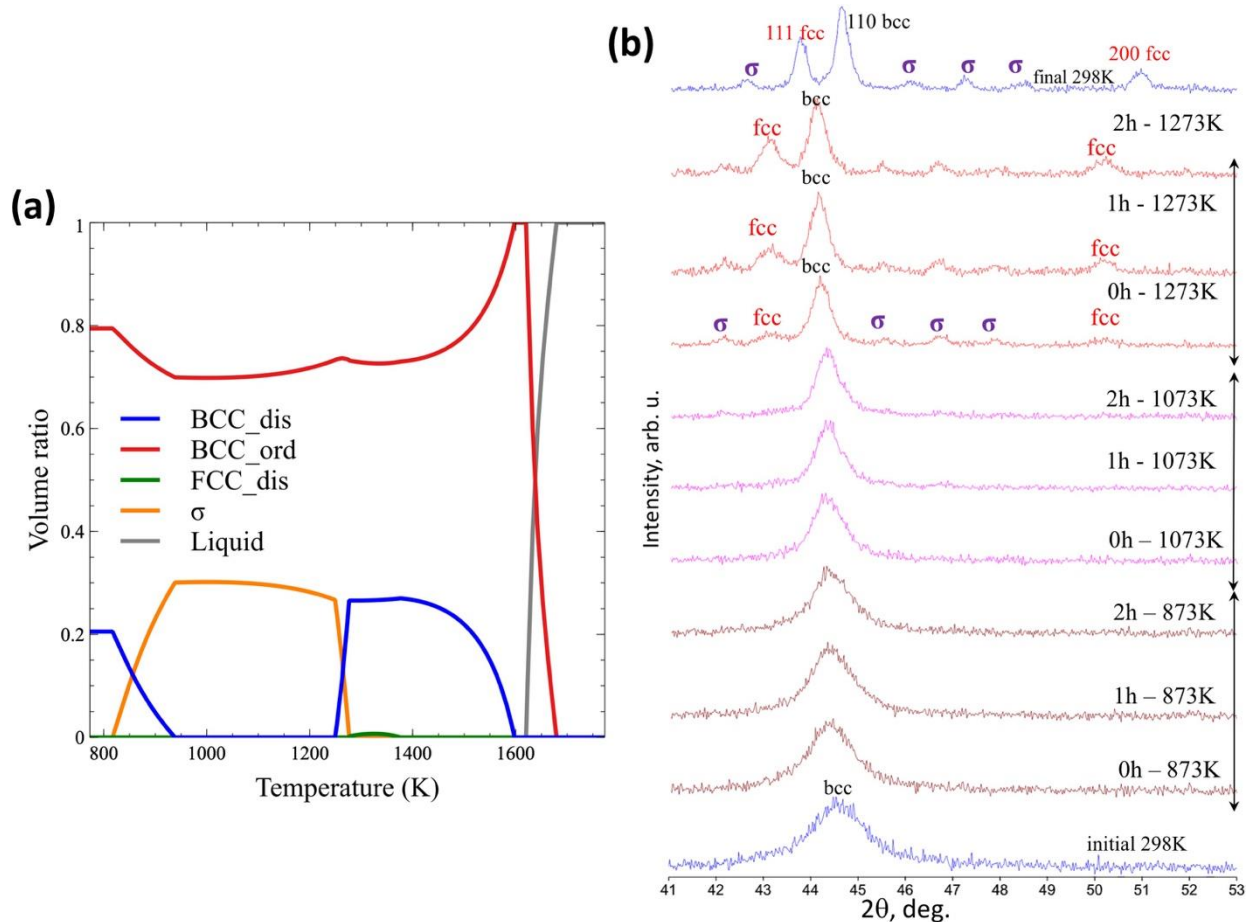 (a)
Volume ratio
1
0.8
0.6
0.4
0.2
0
BCC_dis
BCC_ord
FCC_dis
σ
Liquid
800 1000 1200 1400 1600
Temperature (K)
(b)
111 fcc
110 bcc
σ σ σ σ
200 fcc
final 298K
bcc
2h - 1273K
fcc fcc
bcc
1h - 1273K
fcc fcc
bcc
0h - 1273K
σ fcc σ σ σ fcc
2h - 1073K
1h - 1073K
0h – 1073K
2h – 873K
1h – 873K
0h – 873K
bcc
initial 298K
Intensity, arb. u.
41 42 43 44 45 46 47 48 49 50 51 52 53
2θ, deg.